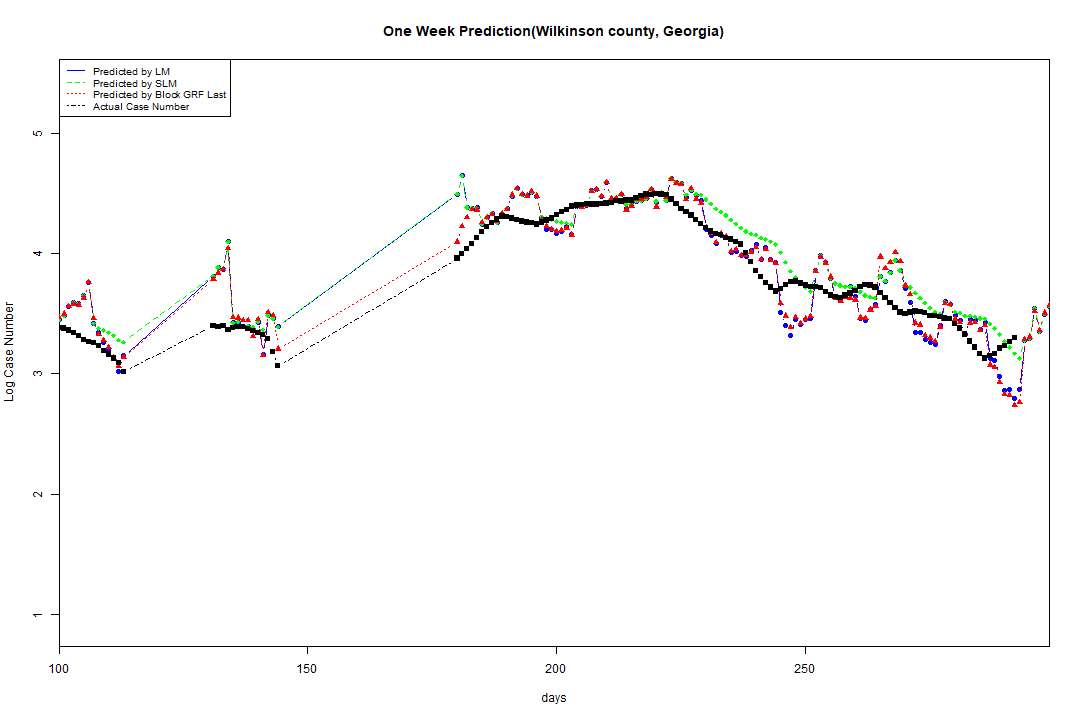 One Week Prediction(Wilkinson county, Georgia)
Predicted by LM
Predicted by SLM
Predicted by Block GRF Last
Actual Case Number
Log Case Number
5
4
3
2
1
100 150 200 250
days